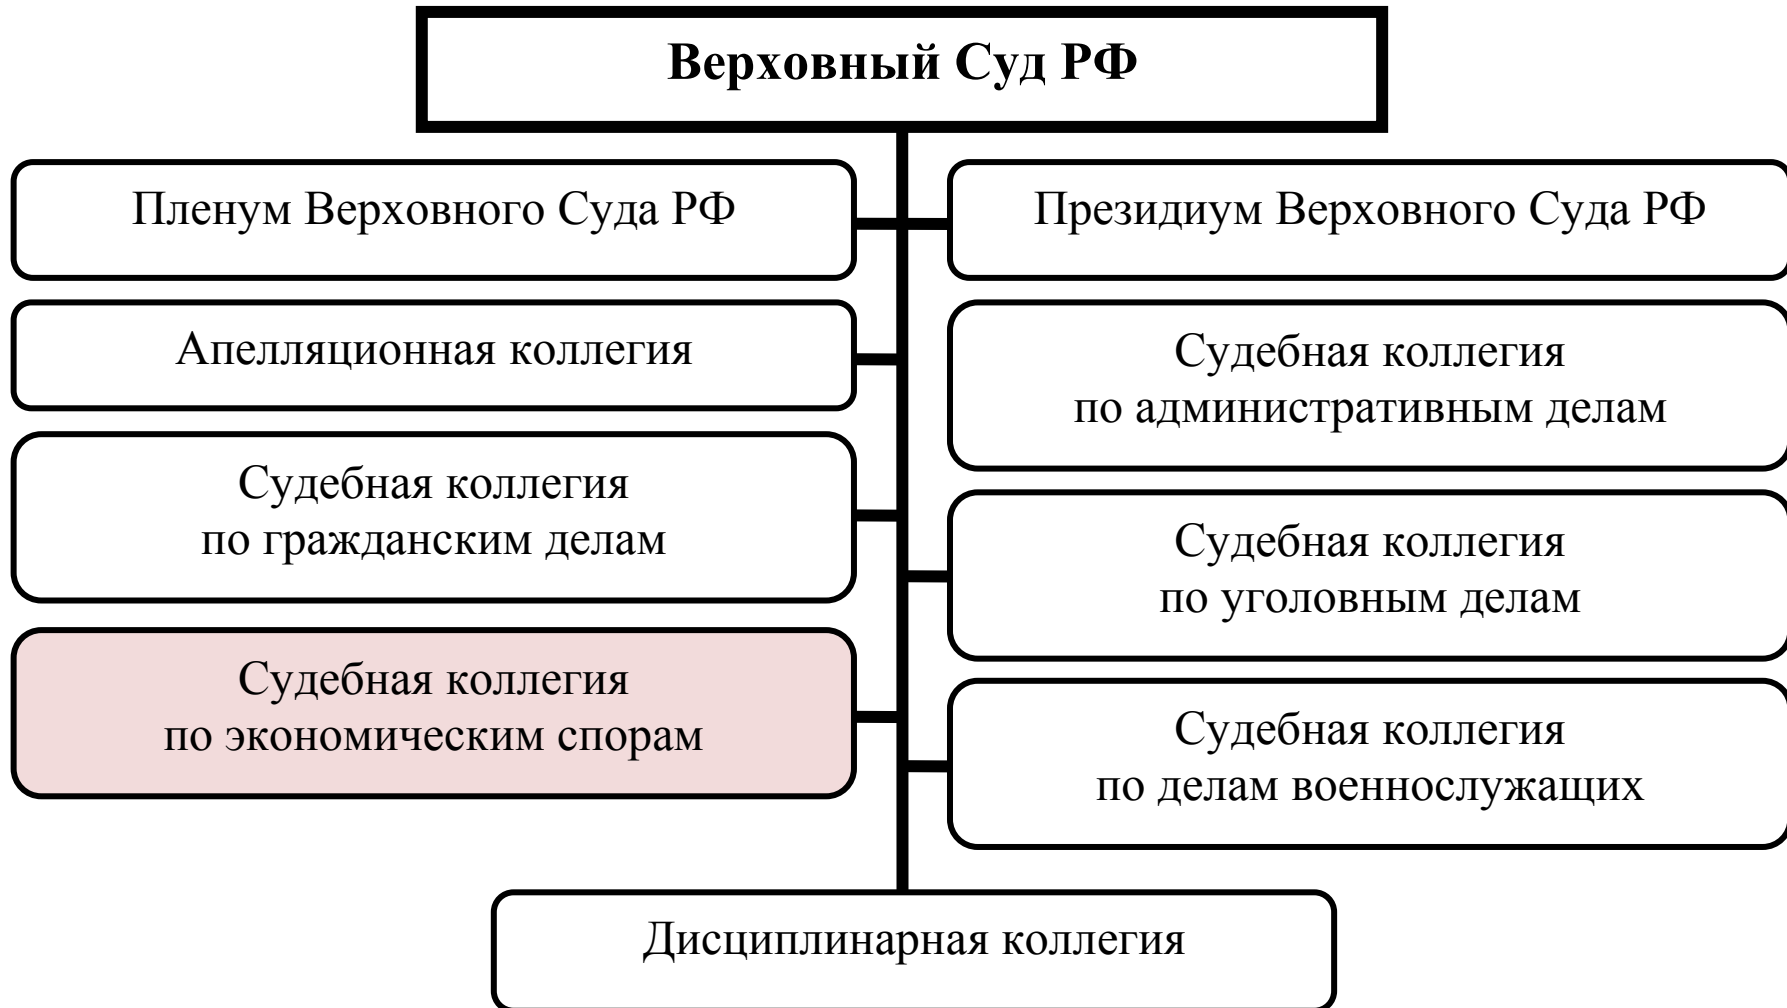 Верховный Суд РФ
Пленум Верховного Суда РФ
Президиум Верховного Суда РФ
Апелляционная коллегия
Судебная коллегия
по административным делам
Судебная коллегия
по гражданским делам
Судебная коллегия
по уголовным делам
Судебная коллегия
по экономическим спорам
Судебная коллегия
по делам военнослужащих
Дисциплинарная коллегия